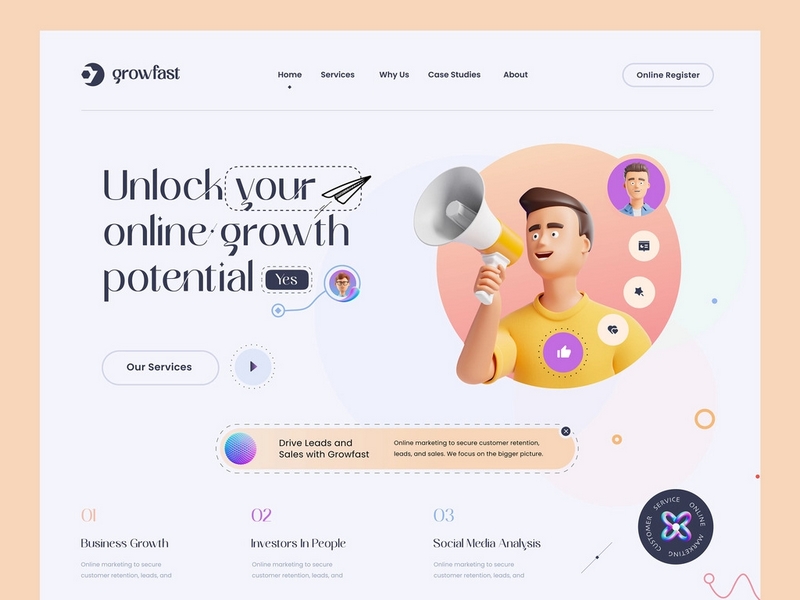 growfast
Home Services Why Us Case Studies About
Online Register
Unlock your
online growth
potential Yes
Our Services
Drive Leads and
Sales with Growfast
Online marketing to secure customer retention,
leads, and sales. We focus on the bigger picture.
01
Business Growth
Online marketing to secure
customer retention, leads, and
02
Investors In People
Online marketing to secure
customer retention, leads, and
03
Social Media Analysis
Online marketing to secure
customer retention, leads, and
CUSTOMER SERVICE ONLINE MARKETING